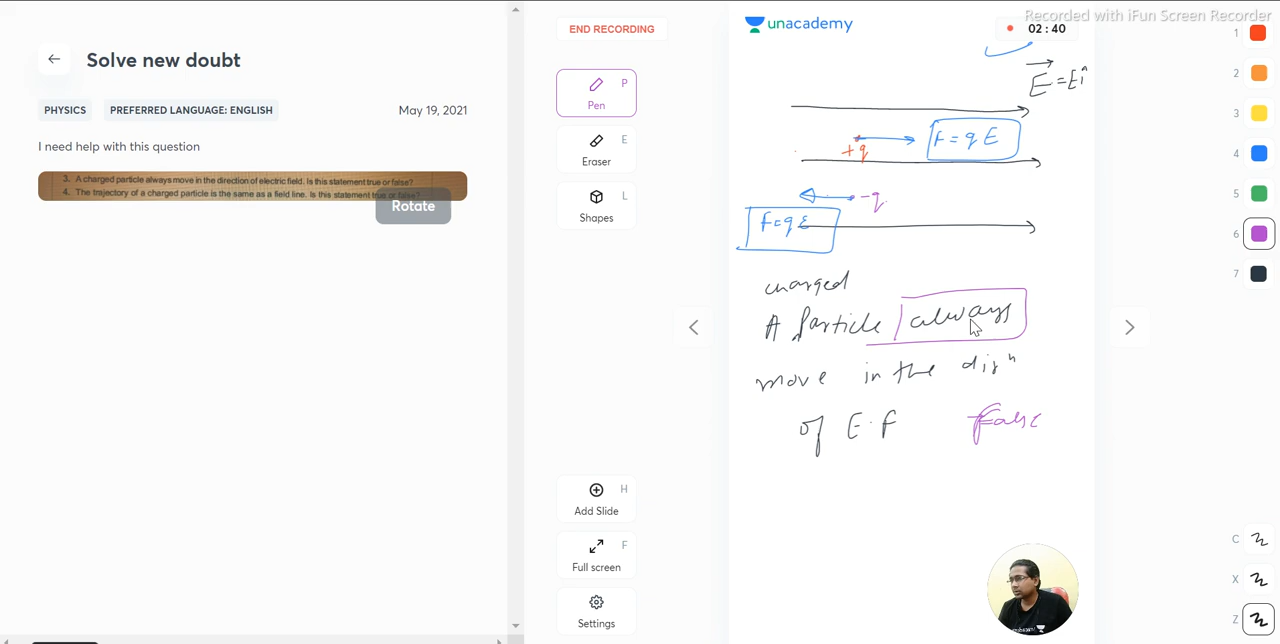 Recorded with iFun Screen Recorder
Solve new doubt
PHYSICS
PREFERRED LANGUAGE: ENGLISH
May 19, 2021
I need help with this question
3. A charged particle always move in the direction of electric field. Is this statement true or false?
4. The trajectory of a charged particle is the same as a field line. Is this statement true or false?
Rotate
END RECORDING
Pen
P
Eraser
E
Shapes
L
Add Slide
H
Full screen
F
Settings
unacademy
02:40
E = Eî
+q
F = qE
-q
F = qE
charged
A particle always
move in the dirⁿ
of E.F
False
1
2
3
4
5
6
7
C
X
Z